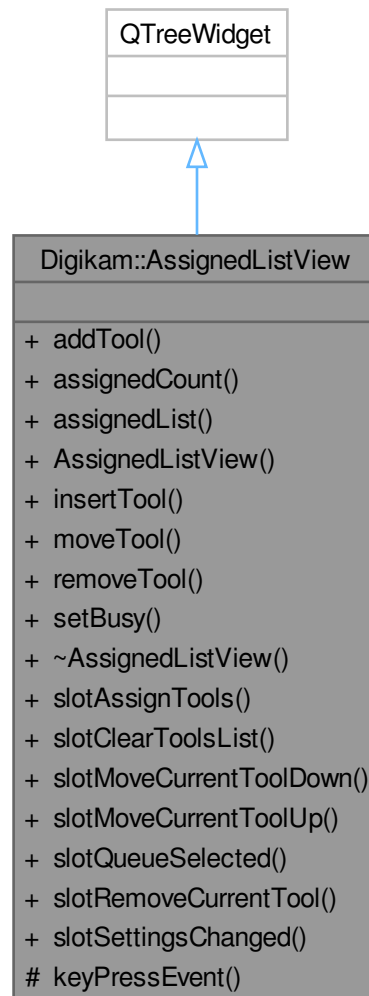 QTreeWidget
Digikam::AssignedListView
+ addTool()
+ assignedCount()
+ assignedList()
+ AssignedListView()
+ insertTool()
+ moveTool()
+ removeTool()
+ setBusy()
+ ~AssignedListView()
+ slotAssignTools()
+ slotClearToolsList()
+ slotMoveCurrentToolDown()
+ slotMoveCurrentToolUp()
+ slotQueueSelected()
+ slotRemoveCurrentTool()
+ slotSettingsChanged()
# keyPressEvent()